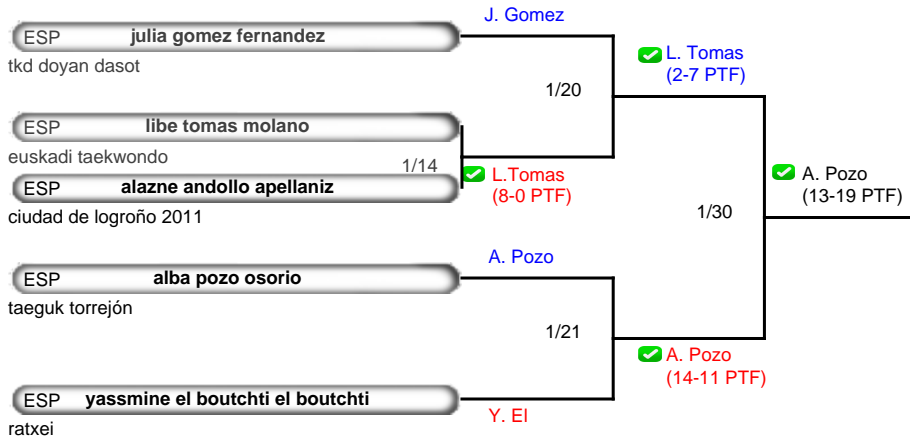 J. Gomez
ESP julia gomez fernandez
tkd doyan dasot
L. Tomas
(2-7 PTF)
1/20
ESP libe tomas molano
euskadi taekwondo
1/14
L.Tomas
(8-0 PTF)
ESP alazne andollo apellaniz
ciudad de logroño 2011
A. Pozo
(13-19 PTF)
1/30
A. Pozo
ESP alba pozo osorio
taeguk torrejón
1/21
A. Pozo
(14-11 PTF)
ESP yassmine el boutchti el boutchti
ratxei
Y. El